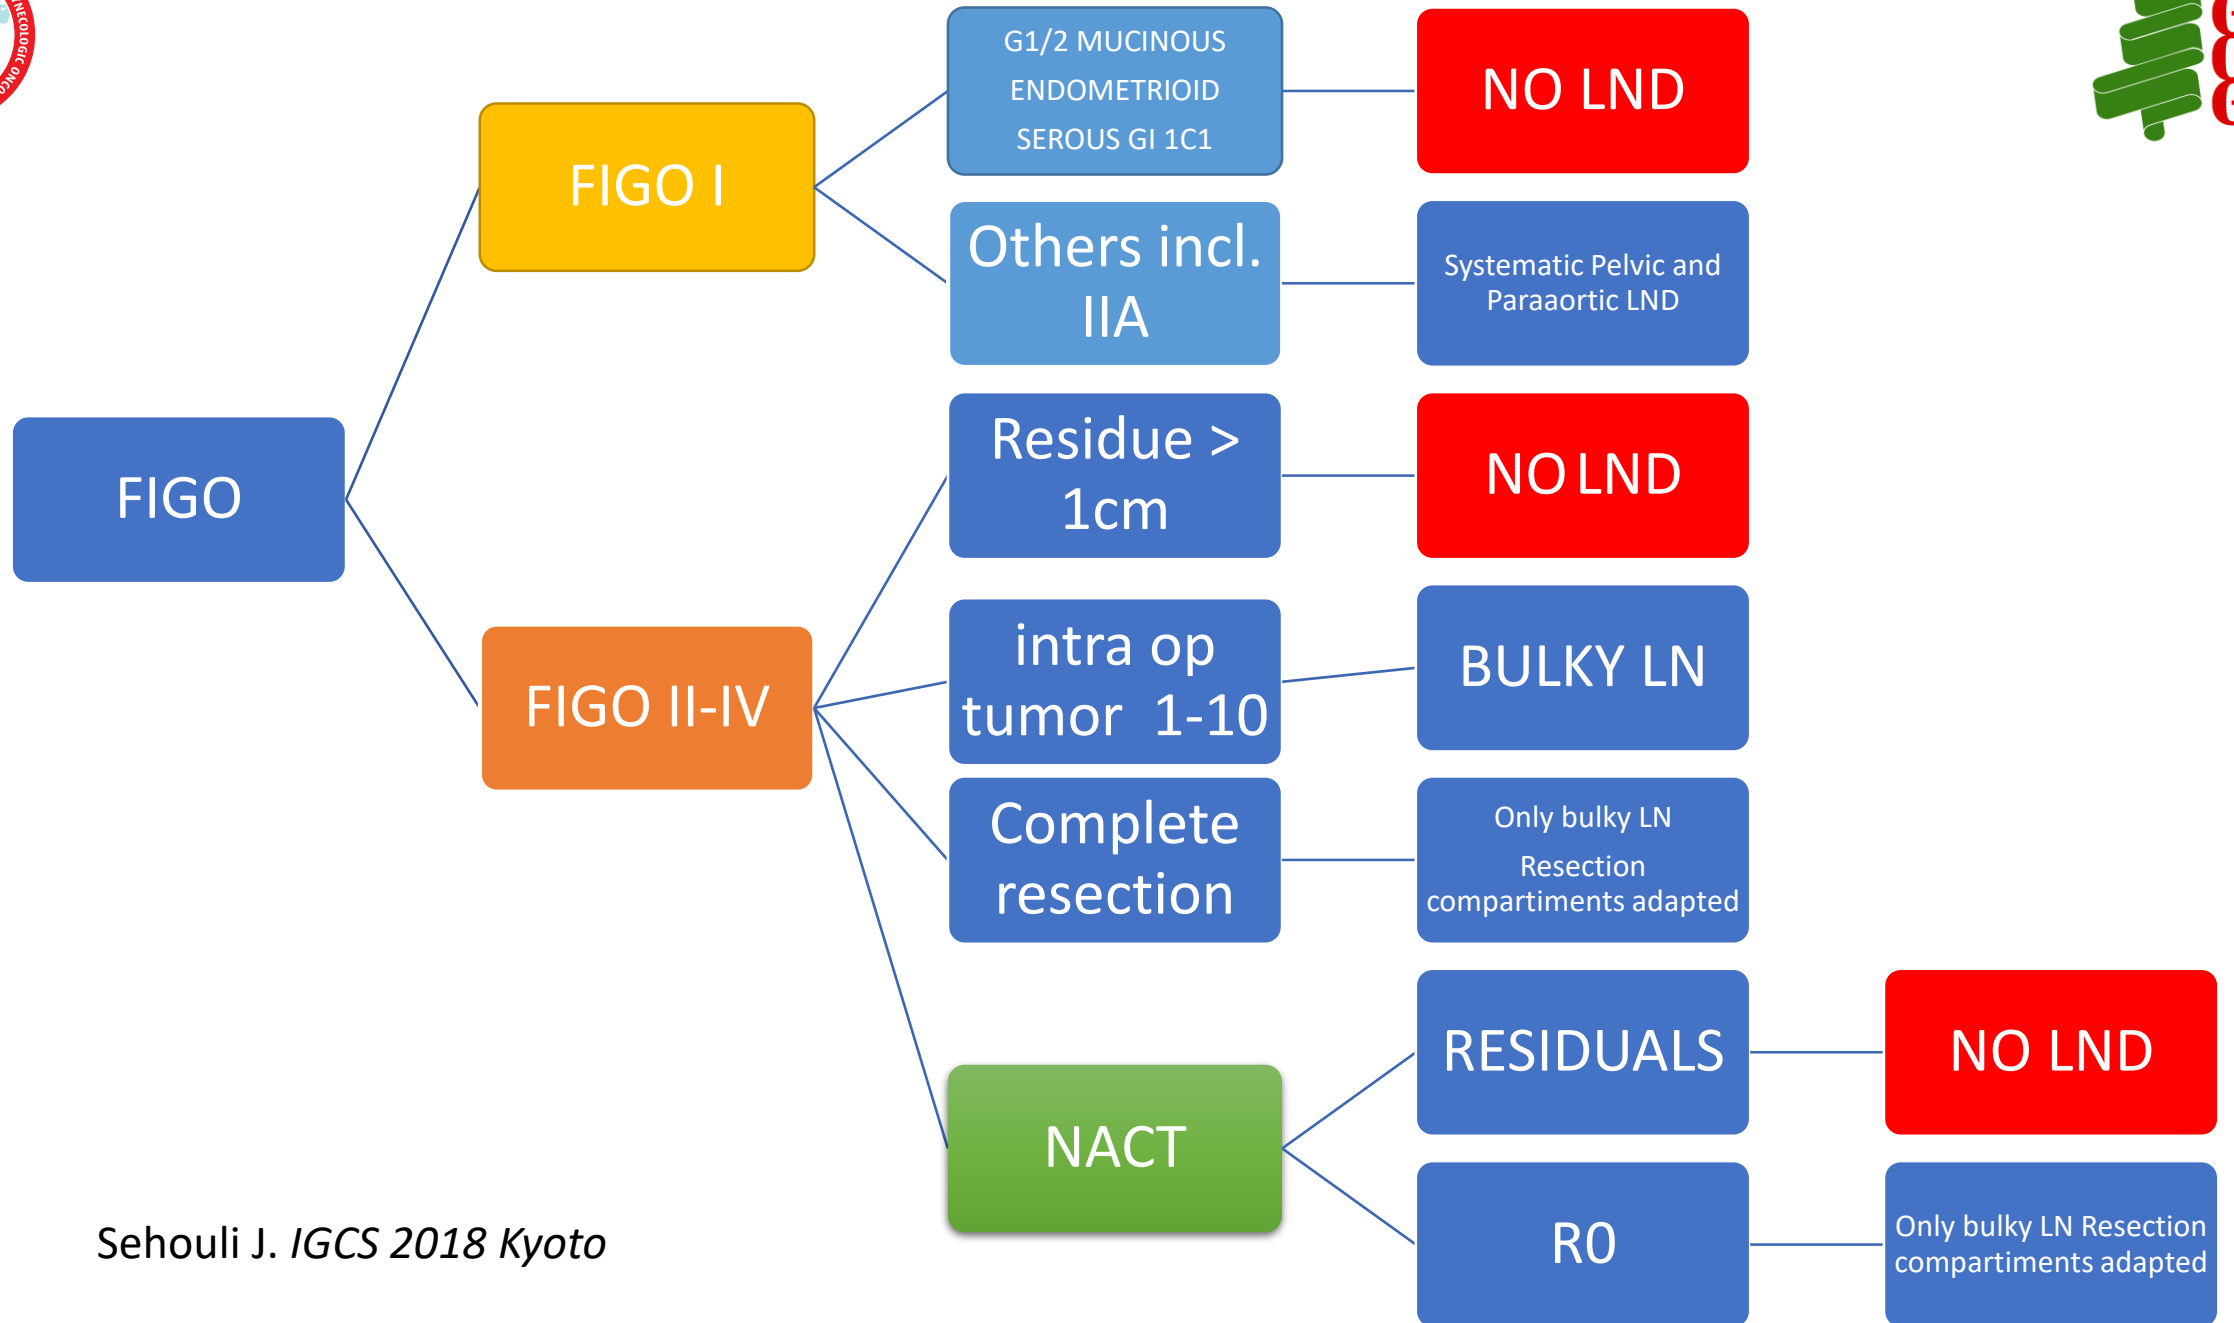 NECOLOGIC ONCO
G1/2 MUCINOUS
ENDOMETRIOID
SEROUS GI 1C1
NO LND
FIGO I
Others incl.
IIA
Systematic Pelvic and
Paraaortic LND
FIGO
Residue >
1cm
NO LND
FIGO II-IV
intra op
tumor 1-10
BULKY LN
Complete
resection
Only bulky LN
Resection
compartiments adapted
NACT
RESIDUALS
NO LND
R0
Only bulky LN Resection
compartiments adapted
Sehouli J. IGCS 2018 Kyoto